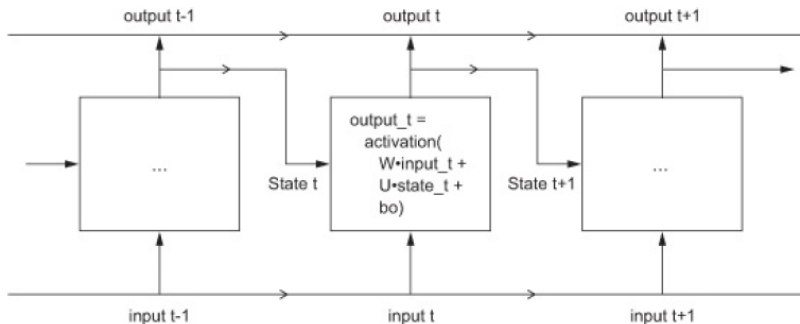 output t-1
output t
output t+1
...
output_t =
activation(
W•input_t +
U•state_t +
bo)
...
State t
State t+1
input t-1
input t
input t+1